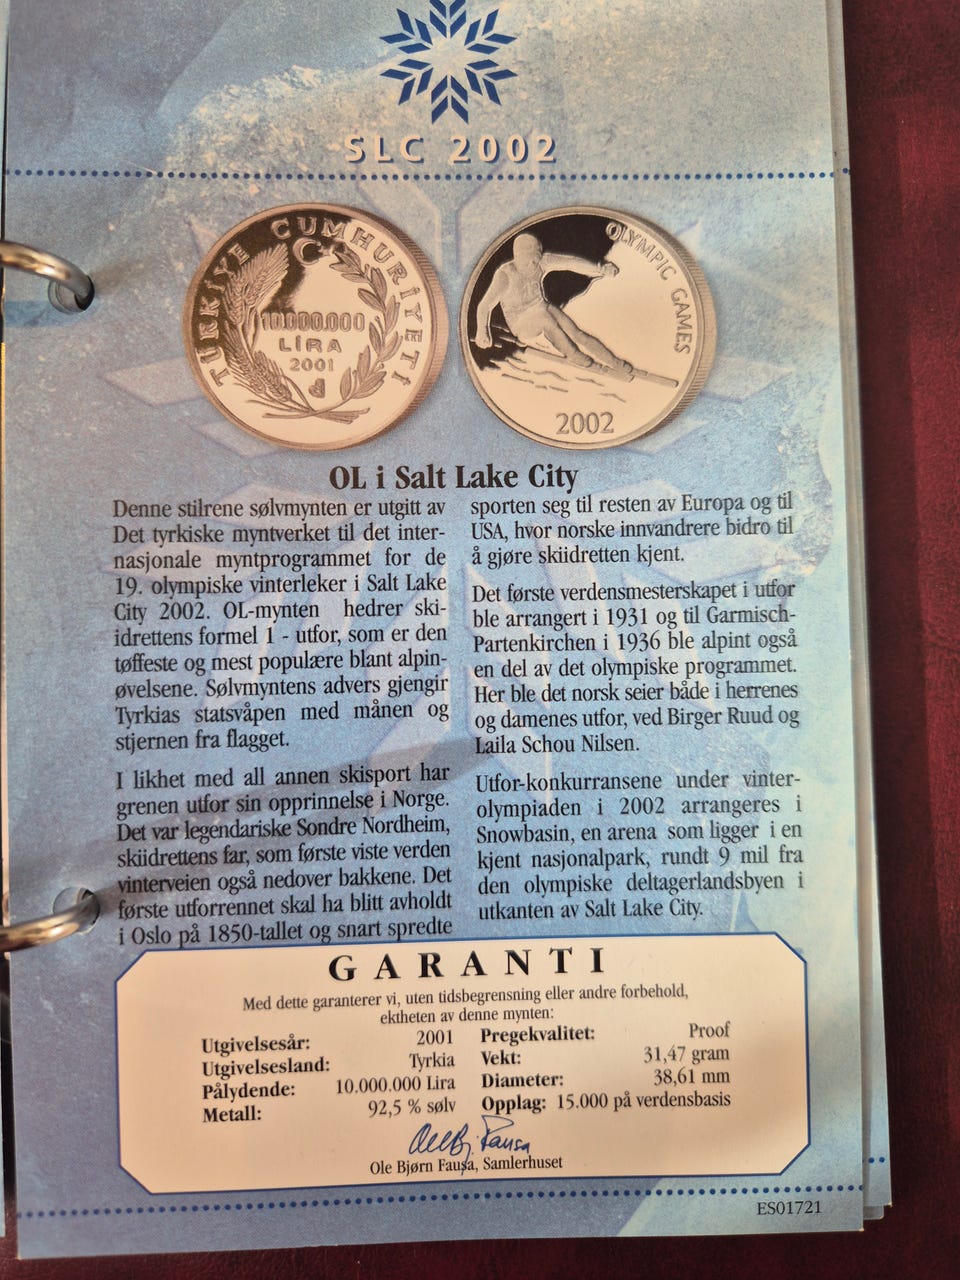 SLC 2002
TÜRKİYE CUMHURİYETİ
10.000.000
LİRA
2001
OLYMPIC GAMES
2002
OL i Salt Lake City
Denne stilrene sølvmynten er utgitt av
Det tyrkiske myntverket til det inter-
nasjonale myntprogrammet for de
19. olympiske vinterleker i Salt Lake
City 2002. OL-mynten hedrer ski-
idrettens formel 1 - utfor, som er den
tøffeste og mest populære blant alpin-
øvelsene. Sølvmyntens advers gjengir
Tyrkias statsvåpen med månen og
stjernen fra flagget.
I likhet med all annen skisport har
grenen utfor sin opprinnelse i Norge.
Det var legendariske Sondre Nordheim,
skiidrettens far, som første viste verden
vinterveien også nedover bakkene. Det
første utforrennet skal ha blitt avholdt
i Oslo på 1850-tallet og snart spredte
sporten seg til resten av Europa og til
USA, hvor norske innvandrere bidro til
å gjøre skiidretten kjent.
Det første verdensmesterskapet i utfor
ble arrangert i 1931 og til Garmisch-
Partenkirchen i 1936 ble alpint også
en del av det olympiske programmet.
Her ble det norsk seier både i herrenes
og damenes utfor, ved Birger Ruud og
Laila Schou Nilsen.
Utfor-konkurransene under vinter-
olympiaden i 2002 arrangeres i
Snowbasin, en arena som ligger i en
kjent nasjonalpark, rundt 9 mil fra
den olympiske deltagerlandsbyen i
utkanten av Salt Lake City.
GARANTI
Med dette garanterer vi, uten tidsbegrensning eller andre forbehold,
ektheten av denne mynten:
Utgivelsesår: 2001
Utgivelsesland: Tyrkia
Pålydende: 10.000.000 Lira
Metall: 92,5 % sølv
Pregekvalitet: Proof
Vekt: 31,47 gram
Diameter: 38,61 mm
Opplag: 15.000 på verdensbasis
Ole Bj. Fausa
Ole Bjørn Fausa, Samlerhuset
ES01721